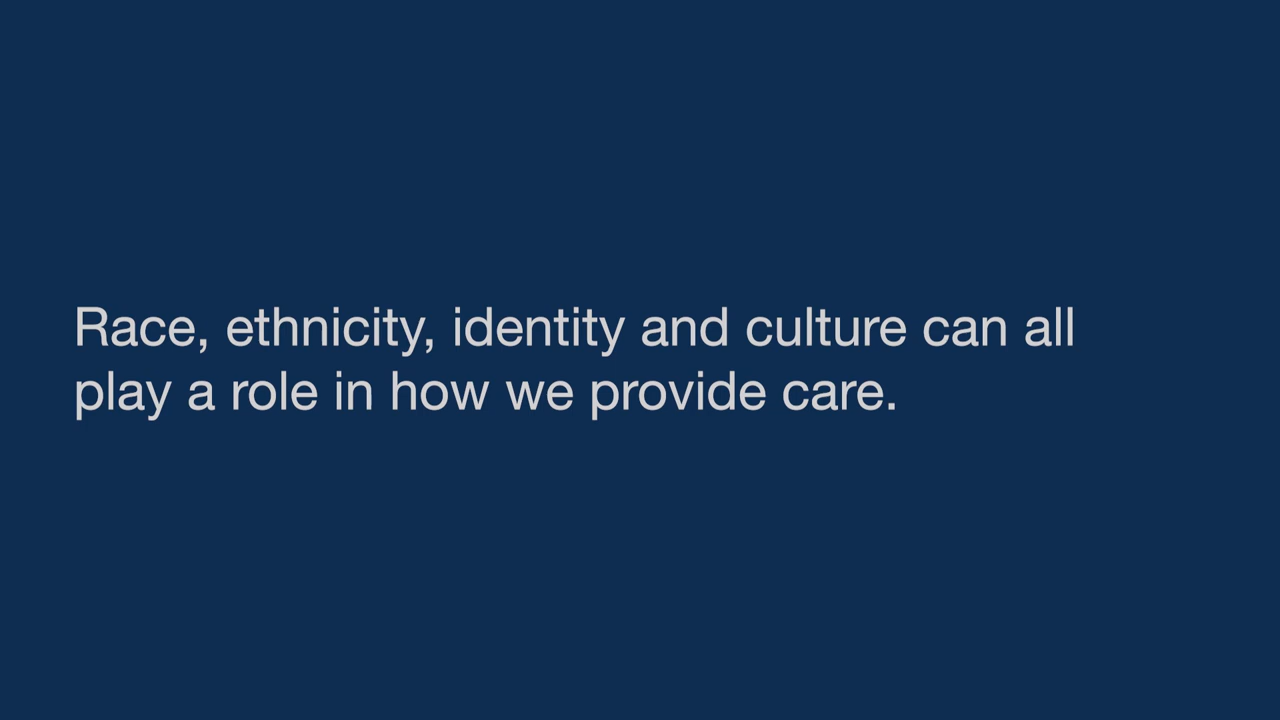 Race, ethnicity, identity and culture can all
play a role in how we provide care.